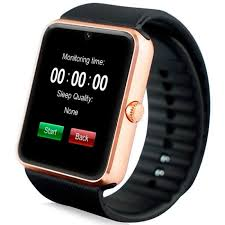 Monitoring time:
00:00:00
Sleep Quality:
None:
Start Back